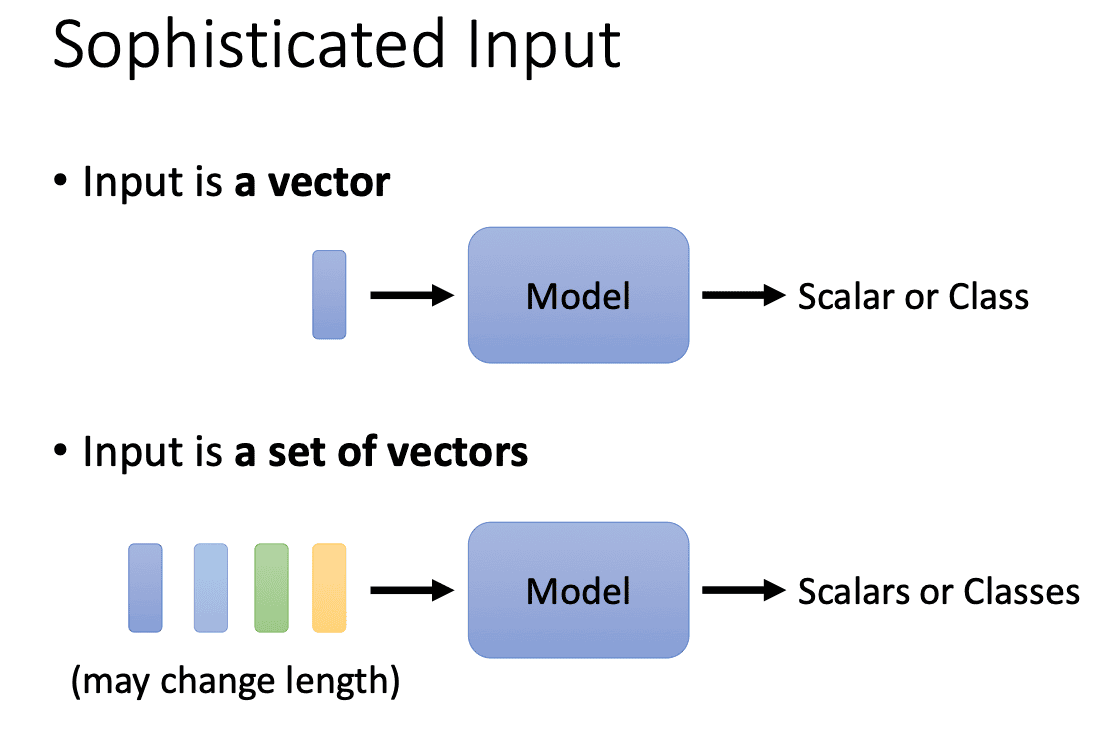 Sophisticated Input
• Input is a vector
Model
Scalar or Class
• Input is a set of vectors
Model
Scalars or Classes
(may change length)